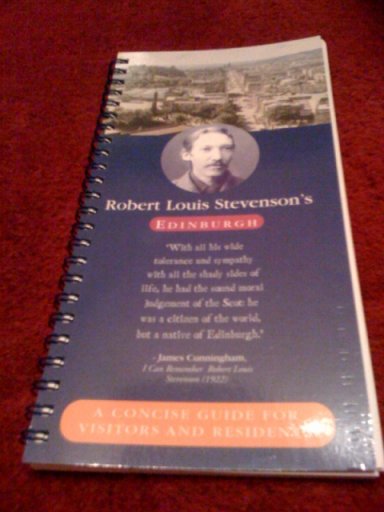 Robert Louis Stevenson's
EDINBURGH
'With all his wide
tolerance and sympathy
with all the shady sides of
life, he had the sound moral
judgement of the Scot: he
was a citizen of the world,
but a native of Edinburgh.'
- James Cunningham,
I Can Remember Robert Louis
Stevenson (1922)
A CONCISE GUIDE FOR
VISITORS AND RESIDENTS